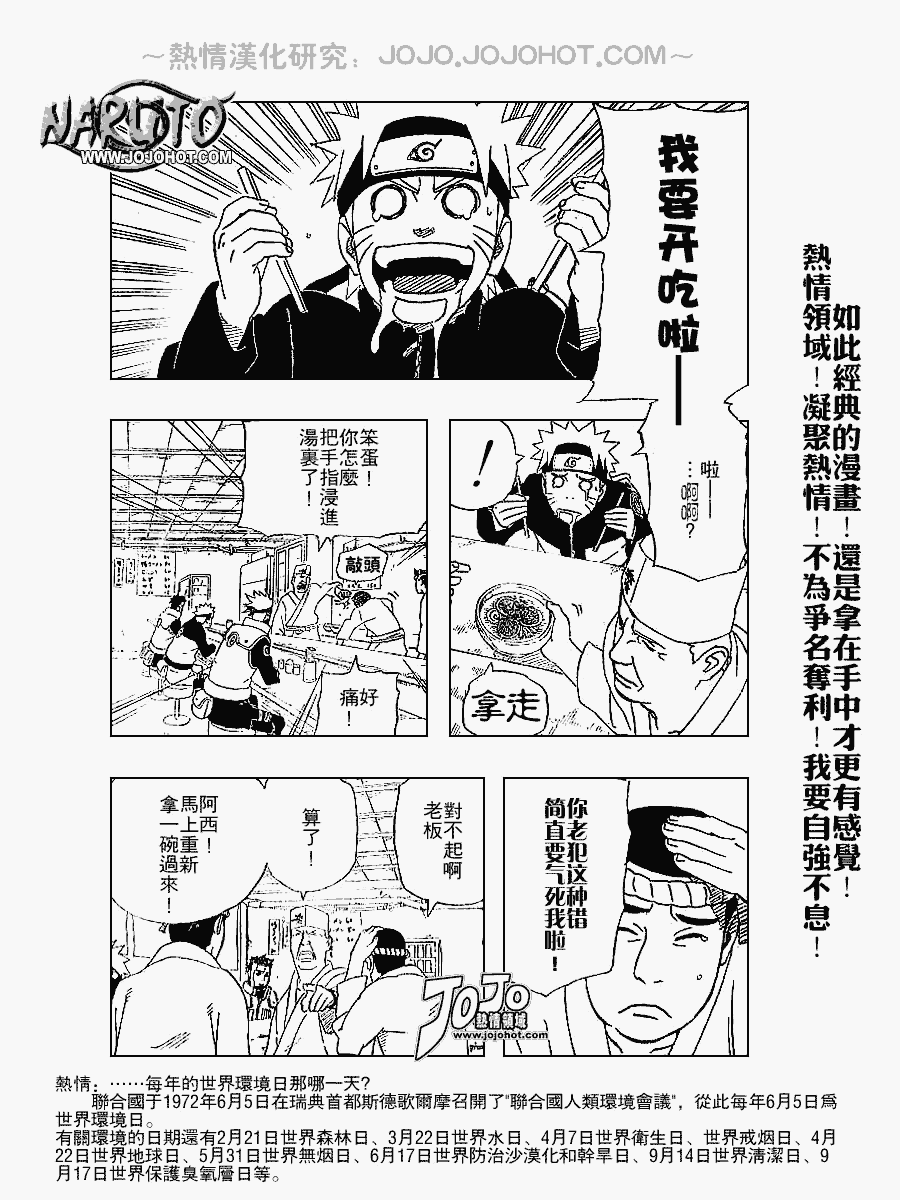 ～熱情漢化研究：JOJO.JOJOHOT.COM～
NARUTO
WWW.JOJOHOT.COM
我要开吃啦——
啦——
…啊啊？
！
拿走
笨蛋！
你怎麼
把手指浸進
湯裏了！
敲頭
好
痛！
你老犯这种错
简直要气死我啦！
對不起啊
老板
算了！
阿西！
馬上重新
拿一碗過來！
JOJO
熱情領域
www.jojohot.com
如此經典的漫畫！還是拿在手中才更有感覺！
熱情領域！凝聚熱情！不為爭名奪利！我要自強不息！
熱情：……每年的世界環境日那哪一天?
聯合國于1972年6月5日在瑞典首都斯德歌爾摩召開了"聯合國人類環境會議"，從此每年6月5日爲
世界環境日。
有關環境的日期還有2月21日世界森林日、3月22日世界水日、4月7日世界衛生日、世界戒烟日、4月
22日世界地球日、5月31日世界無烟日、6月17日世界防治沙漠化和幹旱日、9月14日世界清潔日、9
月17日世界保護臭氧層日等。